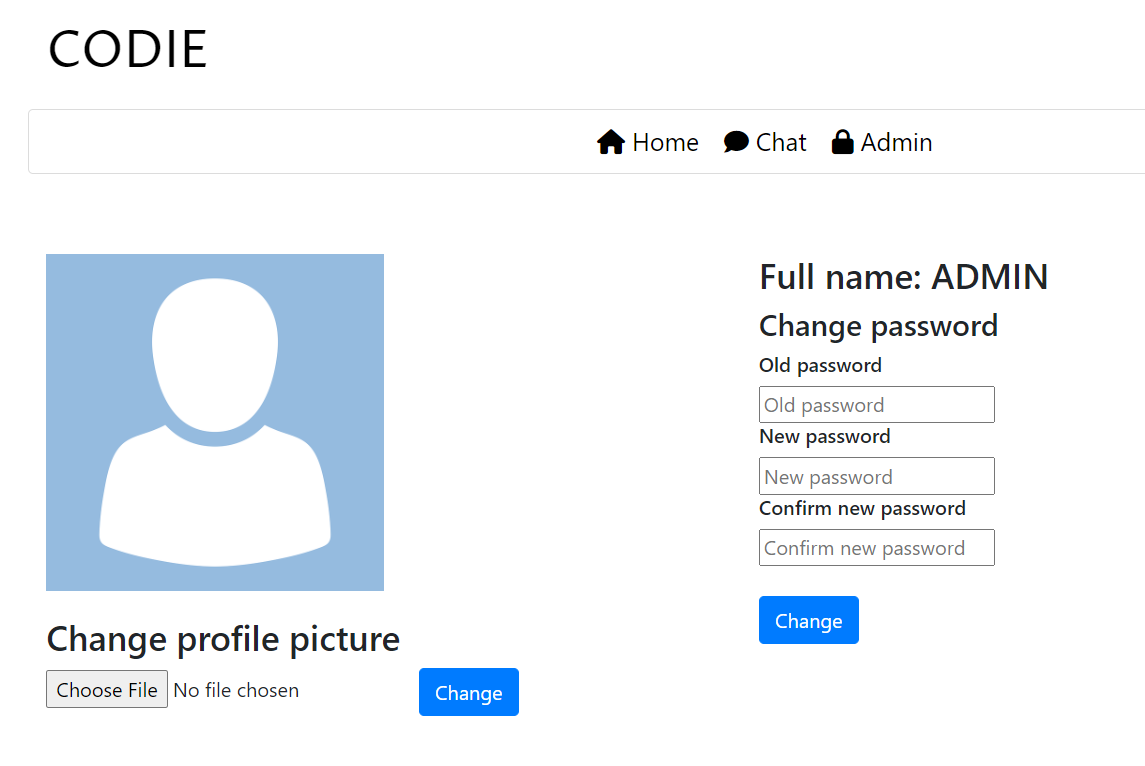 CODIE
Home Chat Admin
Full name: ADMIN
Change password
Old password
Old password
New password
New password
Confirm new password
Confirm new password
Change
Change profile picture
Choose File No file chosen
Change